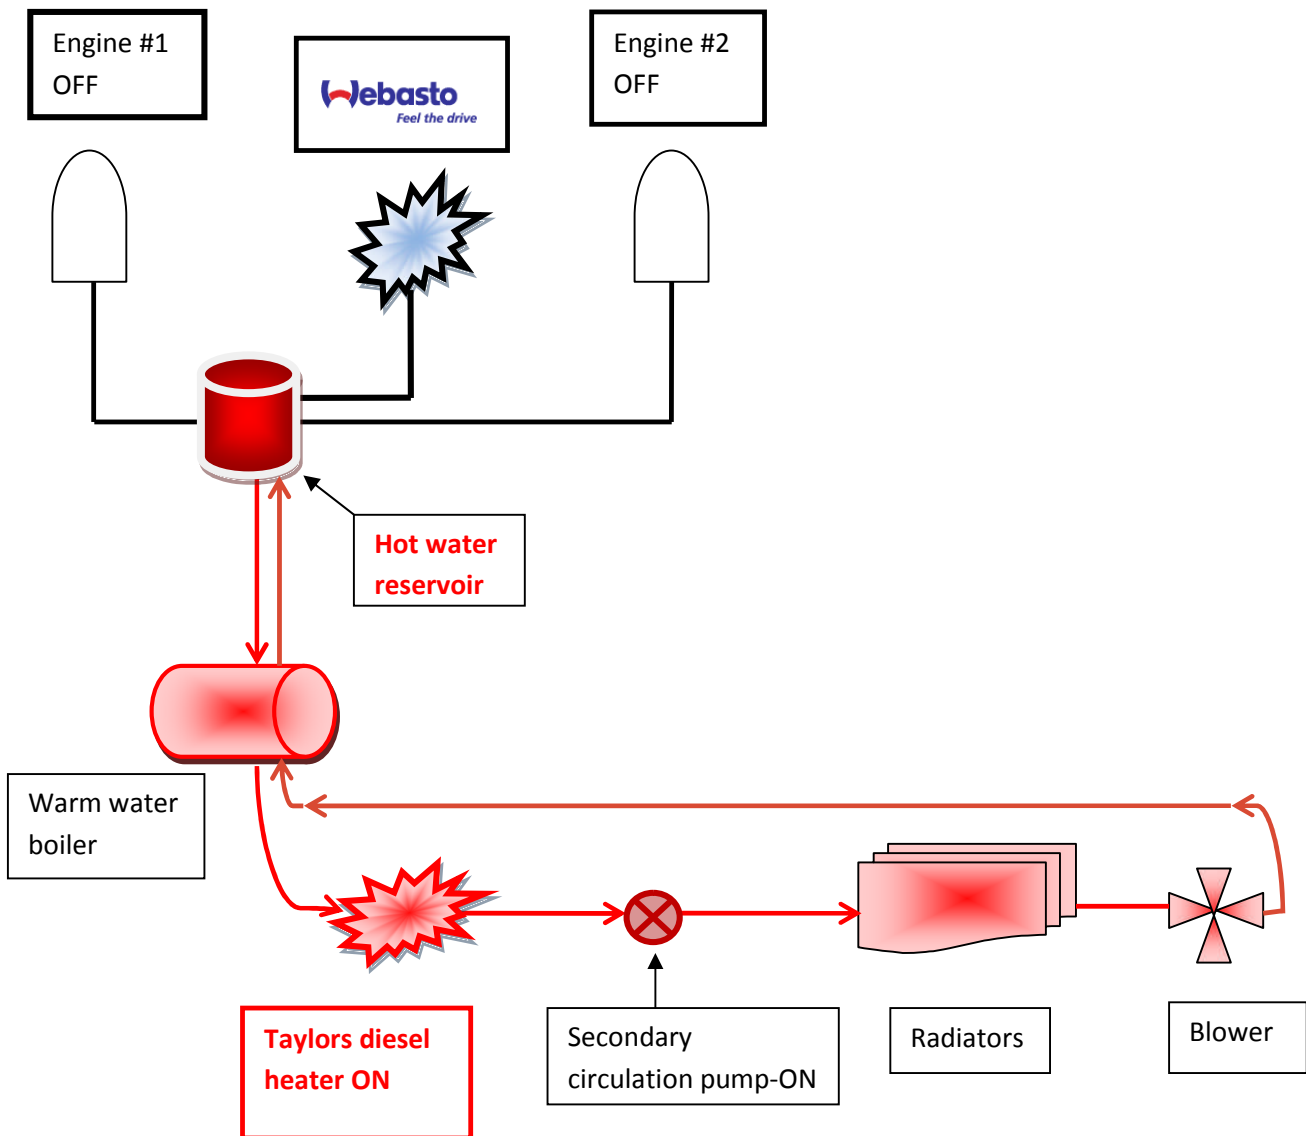 Engine #1
OFF
Webasto
Feel the drive
Engine #2
OFF
Hot water
reservoir
Warm water
boiler
Taylors diesel
heater ON
Secondary
circulation pump-ON
Radiators
Blower